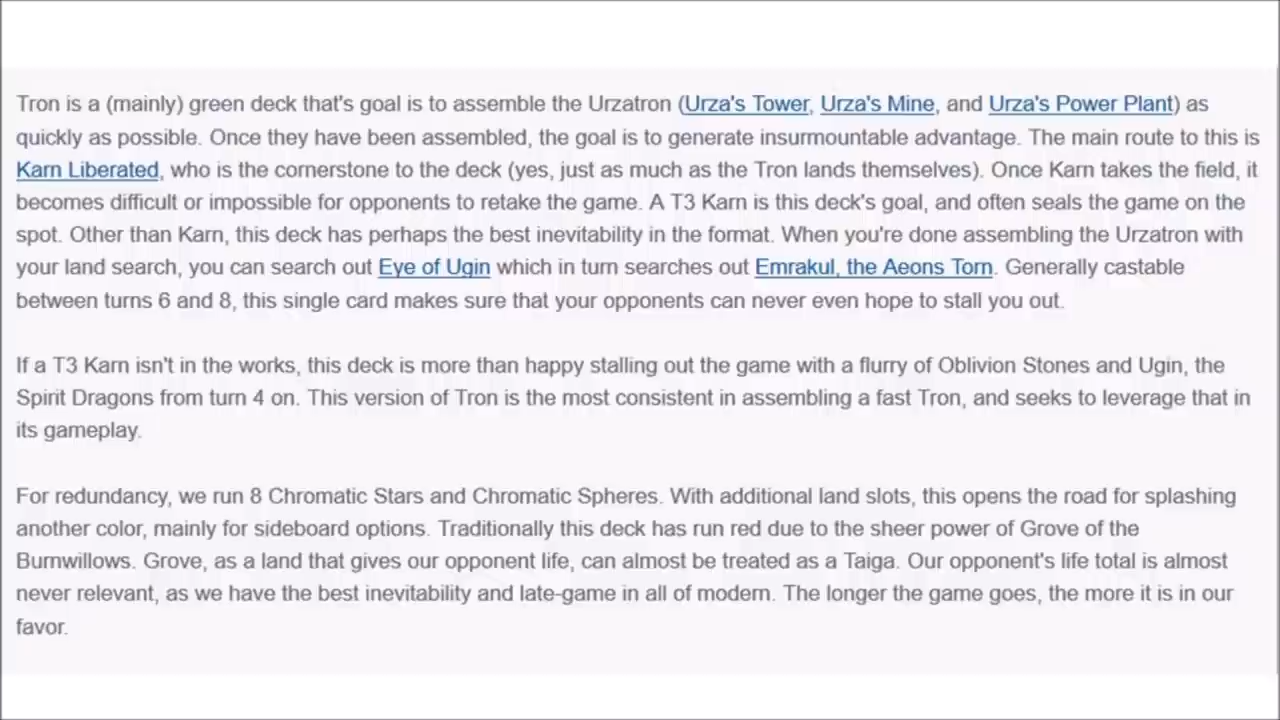 Tron is a (mainly) green deck that's goal is to assemble the Urzatron (Urza's Tower, Urza's Mine, and Urza's Power Plant) as
quickly as possible. Once they have been assembled, the goal is to generate insurmountable advantage. The main route to this is
Karn Liberated, who is the cornerstone to the deck (yes, just as much as the Tron lands themselves). Once Karn takes the field, it
becomes difficult or impossible for opponents to retake the game. A T3 Karn is this deck's goal, and often seals the game on the
spot. Other than Karn, this deck has perhaps the best inevitability in the format. When you're done assembling the Urzatron with
your land search, you can search out Eye of Ugin which in turn searches out Emrakul, the Aeons Torn. Generally castable
between turns 6 and 8, this single card makes sure that your opponents can never even hope to stall you out.
If a T3 Karn isn't in the works, this deck is more than happy stalling out the game with a flurry of Oblivion Stones and Ugin, the
Spirit Dragons from turn 4 on. This version of Tron is the most consistent in assembling a fast Tron, and seeks to leverage that in
its gameplay.
For redundancy, we run 8 Chromatic Stars and Chromatic Spheres. With additional land slots, this opens the road for splashing
another color, mainly for sideboard options. Traditionally this deck has run red due to the sheer power of Grove of the
Burnwillows. Grove, as a land that gives our opponent life, can almost be treated as a Taiga. Our opponent's life total is almost
never relevant, as we have the best inevitability and late-game in all of modern. The longer the game goes, the more it is in our
favor.